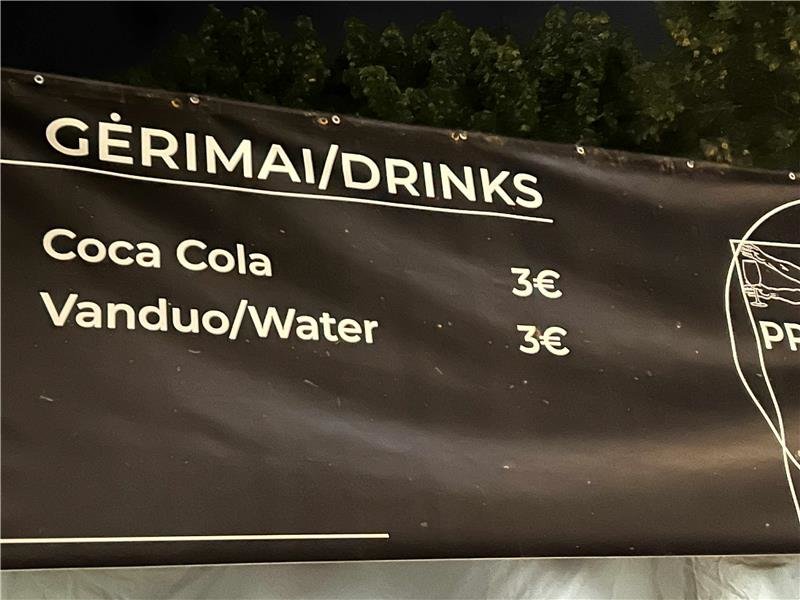 GĖRIMAI/DRINKS
Coca Cola 3€
Vanduo/Water 3€